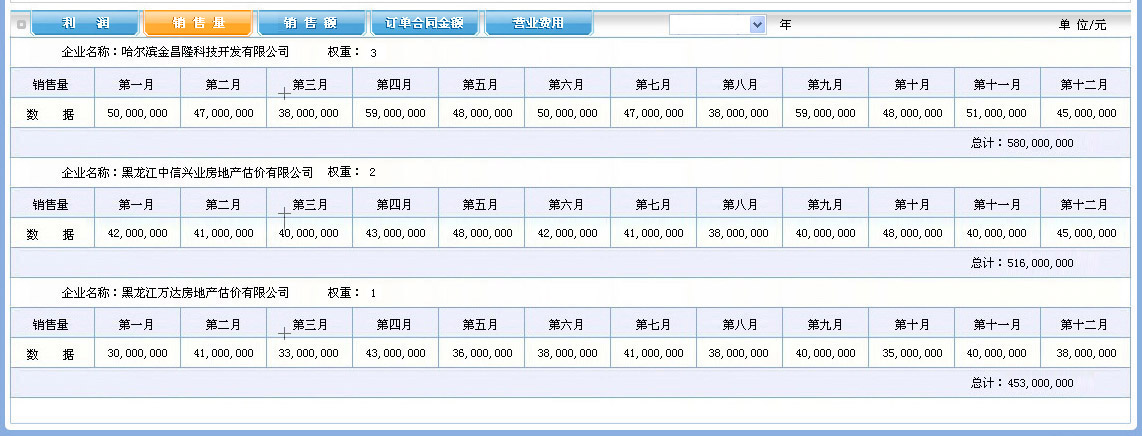 利 润 销 售 量 销 售 额 订单合同金额 营业费用 年 单 位/元
企业名称：哈尔滨金昌隆科技开发有限公司 权重： 3
销售量 第一月 第二月 第三月 第四月 第五月 第六月 第七月 第八月 第九月 第十月 第十一月 第十二月
数 据 50,000,000 47,000,000 38,000,000 59,000,000 48,000,000 50,000,000 47,000,000 38,000,000 59,000,000 48,000,000 51,000,000 45,000,000
总计：580,000,000
企业名称：黑龙江中信兴业房地产估价有限公司 权重： 2
销售量 第一月 第二月 第三月 第四月 第五月 第六月 第七月 第八月 第九月 第十月 第十一月 第十二月
数 据 42,000,000 41,000,000 40,000,000 43,000,000 48,000,000 42,000,000 41,000,000 38,000,000 40,000,000 48,000,000 40,000,000 45,000,000
总计：516,000,000
企业名称：黑龙江万达房地产估价有限公司 权重： 1
销售量 第一月 第二月 第三月 第四月 第五月 第六月 第七月 第八月 第九月 第十月 第十一月 第十二月
数 据 30,000,000 41,000,000 33,000,000 43,000,000 36,000,000 38,000,000 41,000,000 38,000,000 40,000,000 35,000,000 40,000,000 38,000,000
总计：453,000,000